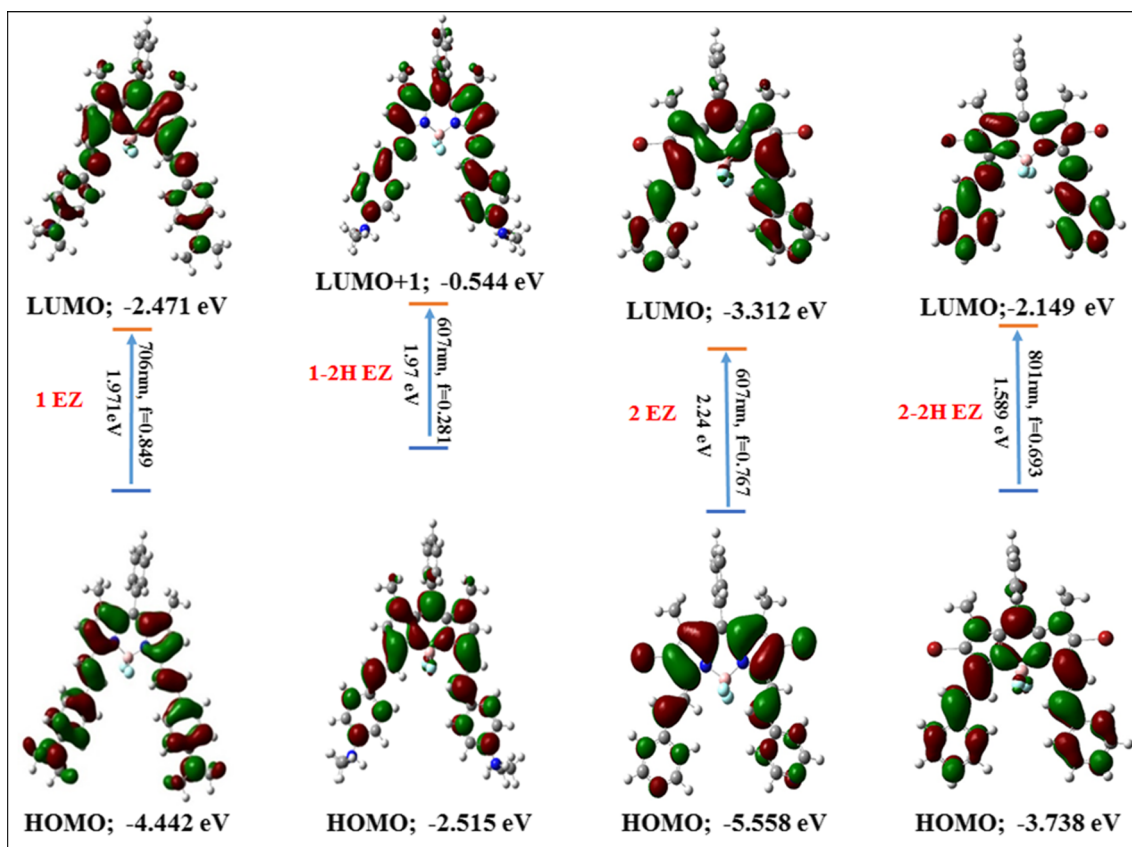 LUMO; -2.471 eV
LUMO+1; -0.544 eV
LUMO; -3.312 eV
LUMO;-2.149 eV
1 EZ
706nm, f=0.849
1.971eV
1-2H EZ
607nm, f=0.281
1.97 eV
2 EZ
607nm, f=0.767
2.24 eV
2-2H EZ
801nm, f=0.693
1.589 eV
HOMO; -4.442 eV
HOMO; -2.515 eV
HOMO; -5.558 eV
HOMO; -3.738 eV